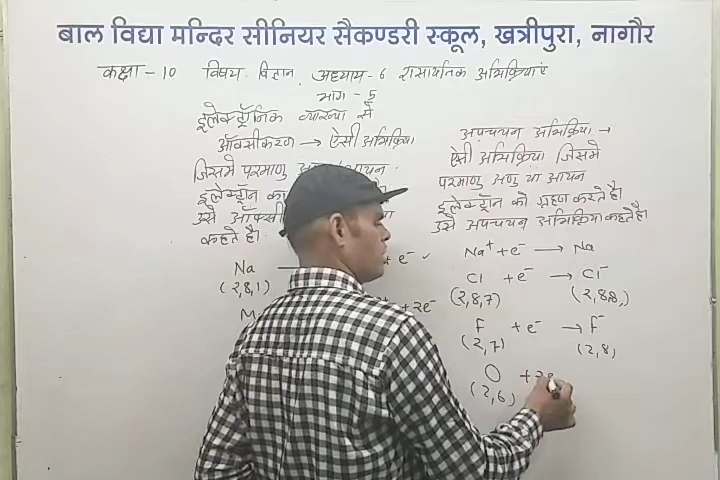 बाल विद्या मन्दिर सीनियर सैकण्डरी स्कूल, खत्रीपुरा, नागौर
कक्षा - 10 विषय. विज्ञान. अध्याय - 6 रासायनिक अभिक्रियाएं
भाग - 5
इलेक्ट्रॉनिक व्याख्या से
ऑक्सीकरण → ऐसी अभिक्रिया
जिसमें परमाणु आयन
इलेक्ट्रॉन
उसे
कहते है।
Na e⁻
(2,8,1)
M + 2e⁻
अपचयन अभिक्रिया →
ऐसी अभिक्रिया जिसमें
परमाणु अणु या आयन
इलेक्ट्रॉन को ग्रहण करते है।
उसे अपचयन अभिक्रिया कहते है।
Na⁺ + e⁻ → Na
Cl + e⁻ → Cl⁻
(2,8,7) (2,8,8,)
F + e⁻ → F⁻
(2,7) (2,8)
O + 2e
(2,6)